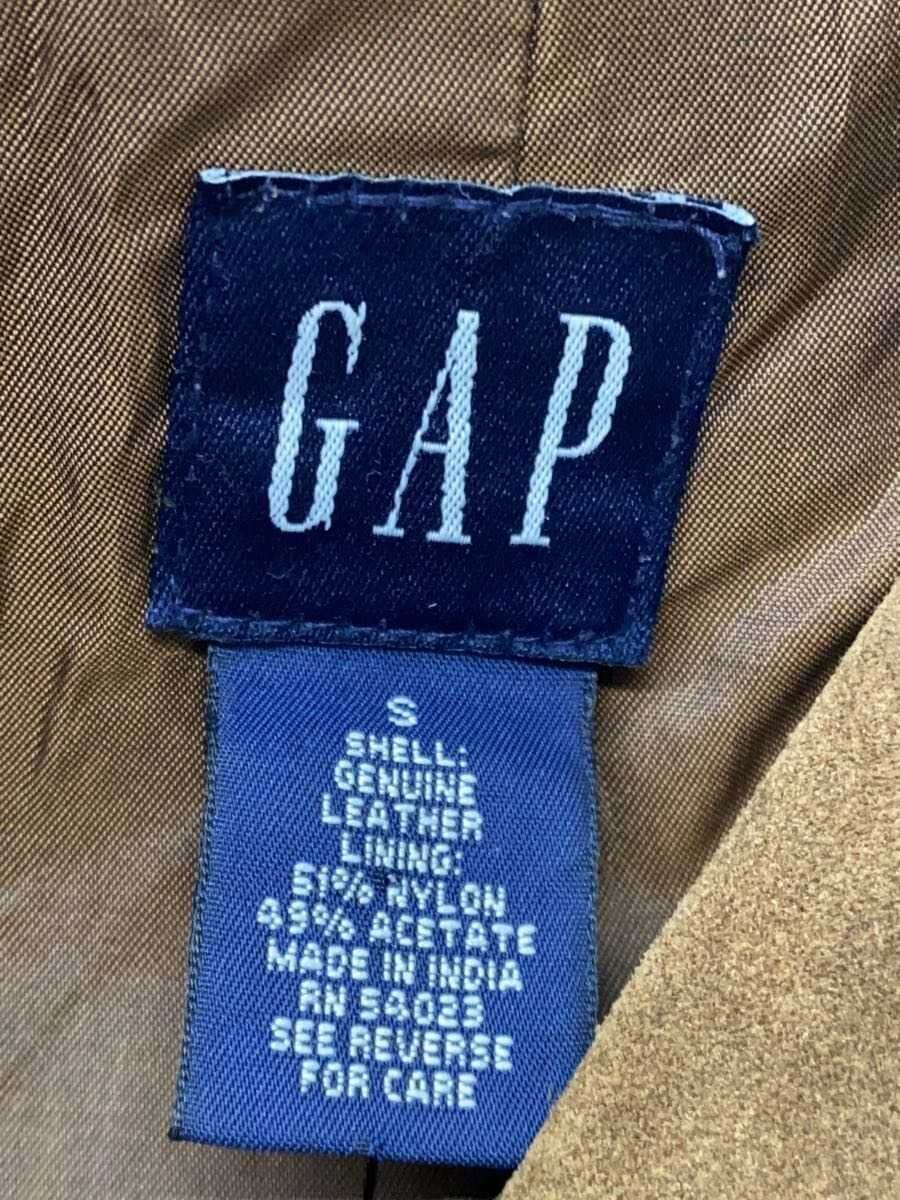 GAP
S
SHELL:
GENUINE
LEATHER
LINING:
51% NYLON
49% ACETATE
MADE IN INDIA
RN 54023
SEE REVERSE
FOR CARE